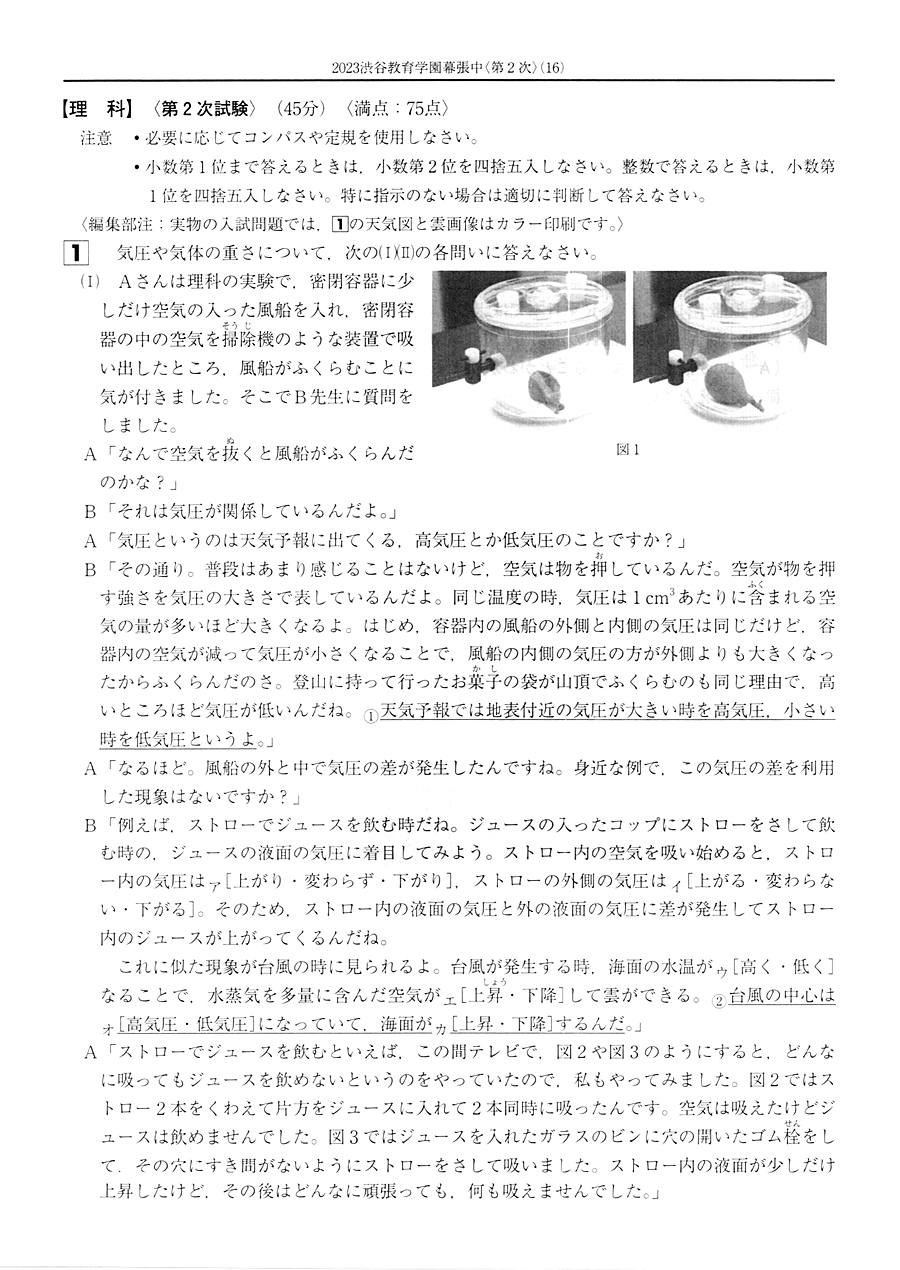 2023渋谷教育学園幕張中〈第2次〉(16)
【理 科】〈第2次試験〉(45分)〈満点:75点〉
注意 ・必要に応じてコンパスや定規を使用しなさい。
・小数第1位まで答えるときは,小数第2位を四捨五入しなさい。整数で答えるときは,小数第
1位を四捨五入しなさい。特に指示のない場合は適切に判断して答えなさい。
〈編集部注:実物の入試問題では,1の天気図と雲画像はカラー印刷です。〉
1 気圧や気体の重さについて,次の(Ⅰ)(Ⅱ)の各問いに答えなさい。
(Ⅰ) Aさんは理科の実験で,密閉容器に少
しだけ空気の入った風船を入れ,密閉容
器の中の空気を掃除機のような装置で吸
い出したところ,風船がふくらむことに
気が付きました。そこでB先生に質問を
しました。
A「なんで空気を抜くと風船がふくらんだ
のかな?」
図1
B「それは気圧が関係しているんだよ。」
A「気圧というのは天気予報に出てくる,高気圧とか低気圧のことですか?」
B「その通り。普段はあまり感じることはないけど,空気は物を押しているんだ。空気が物を押
す強さを気圧の大きさで表しているんだよ。同じ温度の時,気圧は1cm³あたりに含まれる空
気の量が多いほど大きくなるよ。はじめ,容器内の風船の外側と内側の気圧は同じだけど,容
器内の空気が減って気圧が小さくなることで,風船の内側の気圧の方が外側よりも大きくなっ
たからふくらんだのさ。登山に持って行ったお菓子の袋が山頂でふくらむのも同じ理由で,高
いところほど気圧が低いんだね。①天気予報では地表付近の気圧が大きい時を高気圧,小さい
時を低気圧というよ。」
A「なるほど。風船の外と中で気圧の差が発生したんですね。身近な例で,この気圧の差を利用
した現象はないですか?」
B「例えば,ストローでジュースを飲む時だね。ジュースの入ったコップにストローをさして飲
む時の,ジュースの液面の気圧に着目してみよう。ストロー内の空気を吸い始めると,ストロ
ー内の気圧はア[上がり・変わらず・下がり],ストローの外側の気圧はイ[上がる・変わらな
い・下がる]。そのため,ストロー内の液面の気圧と外の液面の気圧に差が発生してストロー
内のジュースが上がってくるんだね。
これに似た現象が台風の時に見られるよ。台風が発生する時,海面の水温がウ[高く・低く]
なることで,水蒸気を多量に含んだ空気がエ[上昇・下降]して雲ができる。②台風の中心は
オ[高気圧・低気圧]になっていて,海面がカ[上昇・下降]するんだ。」
A「ストローでジュースを飲むといえば,この間テレビで,図2や図3のようにすると,どんな
に吸ってもジュースを飲めないというのをやっていたので,私もやってみました。図2ではス
トロー2本をくわえて片方をジュースに入れて2本同時に吸ったんです。空気は吸えたけどジ
ュースは飲めませんでした。図3ではジュースを入れたガラスのビンに穴の開いたゴム栓をし
て,その穴にすき間がないようにストローをさして吸いました。ストロー内の液面が少しだけ
上昇したけど,その後はどんなに頑張っても,何も吸えませんでした。」